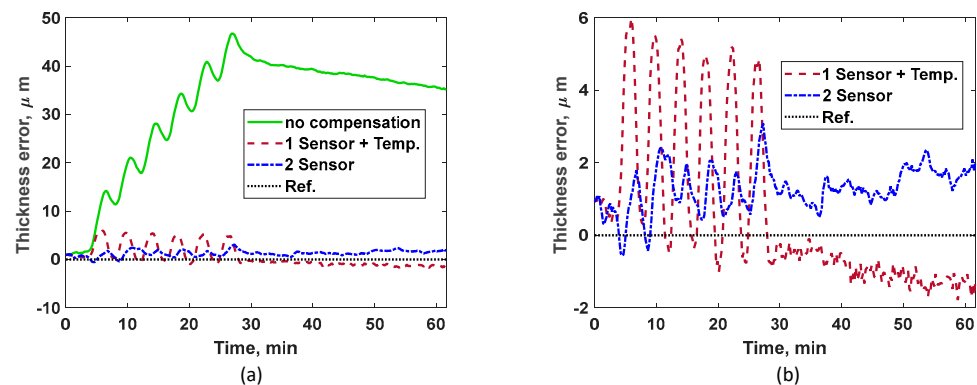 50
40
30
20
10
0
-10
Thickness error, μ m
no compensation
1 Sensor + Temp.
2 Sensor
Ref.
0 10 20 30 40 50 60
Time, min
(a)
6
4
2
0
-2
Thickness error, μ m
1 Sensor + Temp.
2 Sensor
Ref.
0 10 20 30 40 50 60
Time, min
(b)